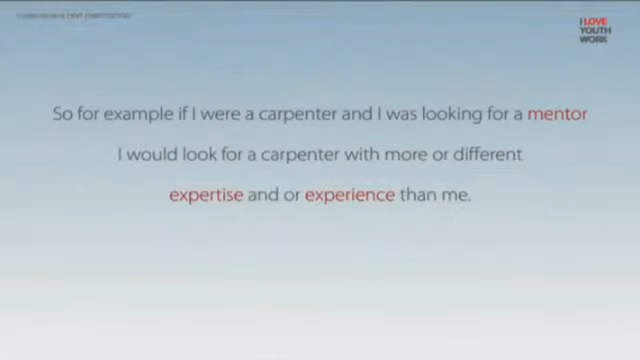 I LOVE
YOUTH
WORK
So for example if I were a carpenter and I was looking for a mentor
I would look for a carpenter with more or different
expertise and or experience than me.